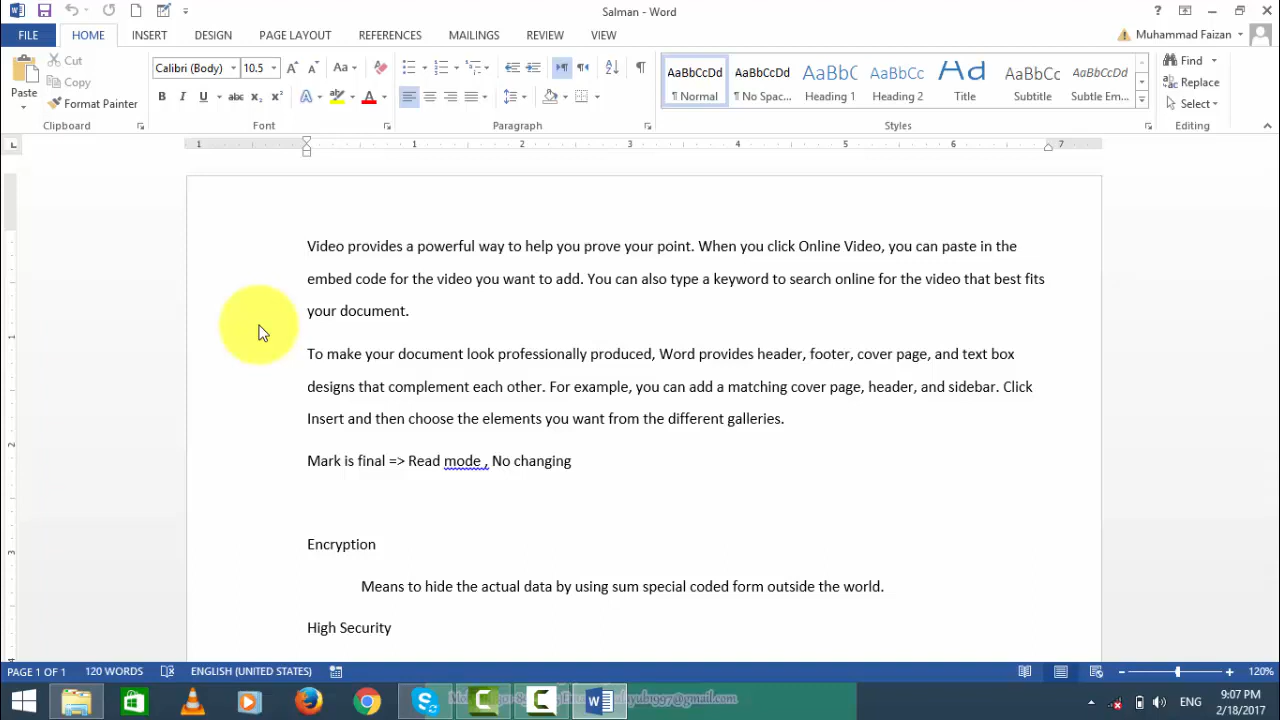 Salman - Word
FILE HOME INSERT DESIGN PAGE LAYOUT REFERENCES MAILINGS REVIEW VIEW Muhammad Faizan
Paste
Cut
Copy
Format Painter
Clipboard
Calibri (Body) 10.5
Font
Paragraph
AaBbCcDd AaBbCcDd AaBbC AaBbCc Aad AaBbCc AaBbCcDd
¶ Normal ¶ No Spac... Heading 1 Heading 2 Title Subtitle Subtle Em...
Styles
Find
Replace
Select
Editing
1 1 2 3 4 5 6 7
Video provides a powerful way to help you prove your point. When you click Online Video, you can paste in the
embed code for the video you want to add. You can also type a keyword to search online for the video that best fits
your document.
To make your document look professionally produced, Word provides header, footer, cover page, and text box
designs that complement each other. For example, you can add a matching cover page, header, and sidebar. Click
Insert and then choose the elements you want from the different galleries.
Mark is final => Read mode , No changing
Encryption
Means to hide the actual data by using sum special coded form outside the world.
High Security
PAGE 1 OF 1 120 WORDS ENGLISH (UNITED STATES) 120%
ENG
9:07 PM
2/18/2017